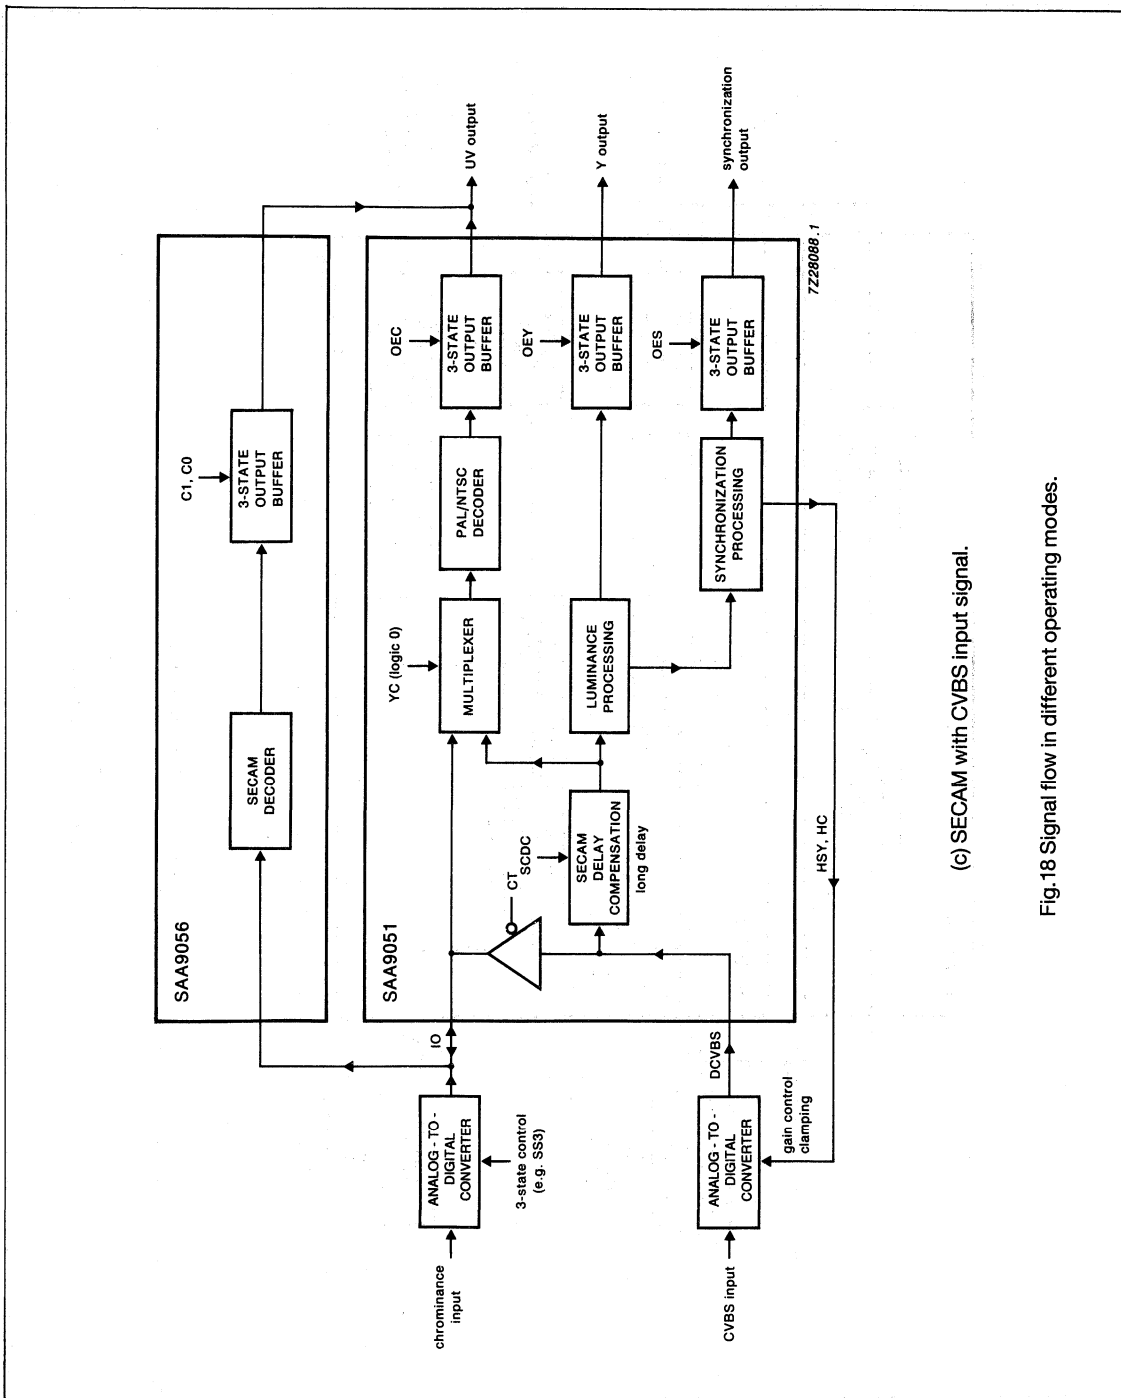 SAA9056
SECAM
DECODER
C1, C0
3-STATE
OUTPUT
BUFFER
UV output
SAA9051
chrominance
input
ANALOG - TO -
DIGITAL
CONVERTER
3-state control
(e.g. SS3)
IO
CT
YC (logic 0)
MULTIPLEXER
PAL/NTSC
DECODER
OEC
3-STATE
OUTPUT
BUFFER
SCDC
SECAM
DELAY
COMPENSATION
long delay
LUMINANCE
PROCESSING
OEY
3-STATE
OUTPUT
BUFFER
Y output
CVBS input
ANALOG - TO -
DIGITAL
CONVERTER
DCVBS
gain control
clamping
SYNCHRONIZATION
PROCESSING
OES
3-STATE
OUTPUT
BUFFER
synchronization
output
HSY, HC
7Z28088.1
(c) SECAM with CVBS input signal.
Fig.18 Signal flow in different operating modes.